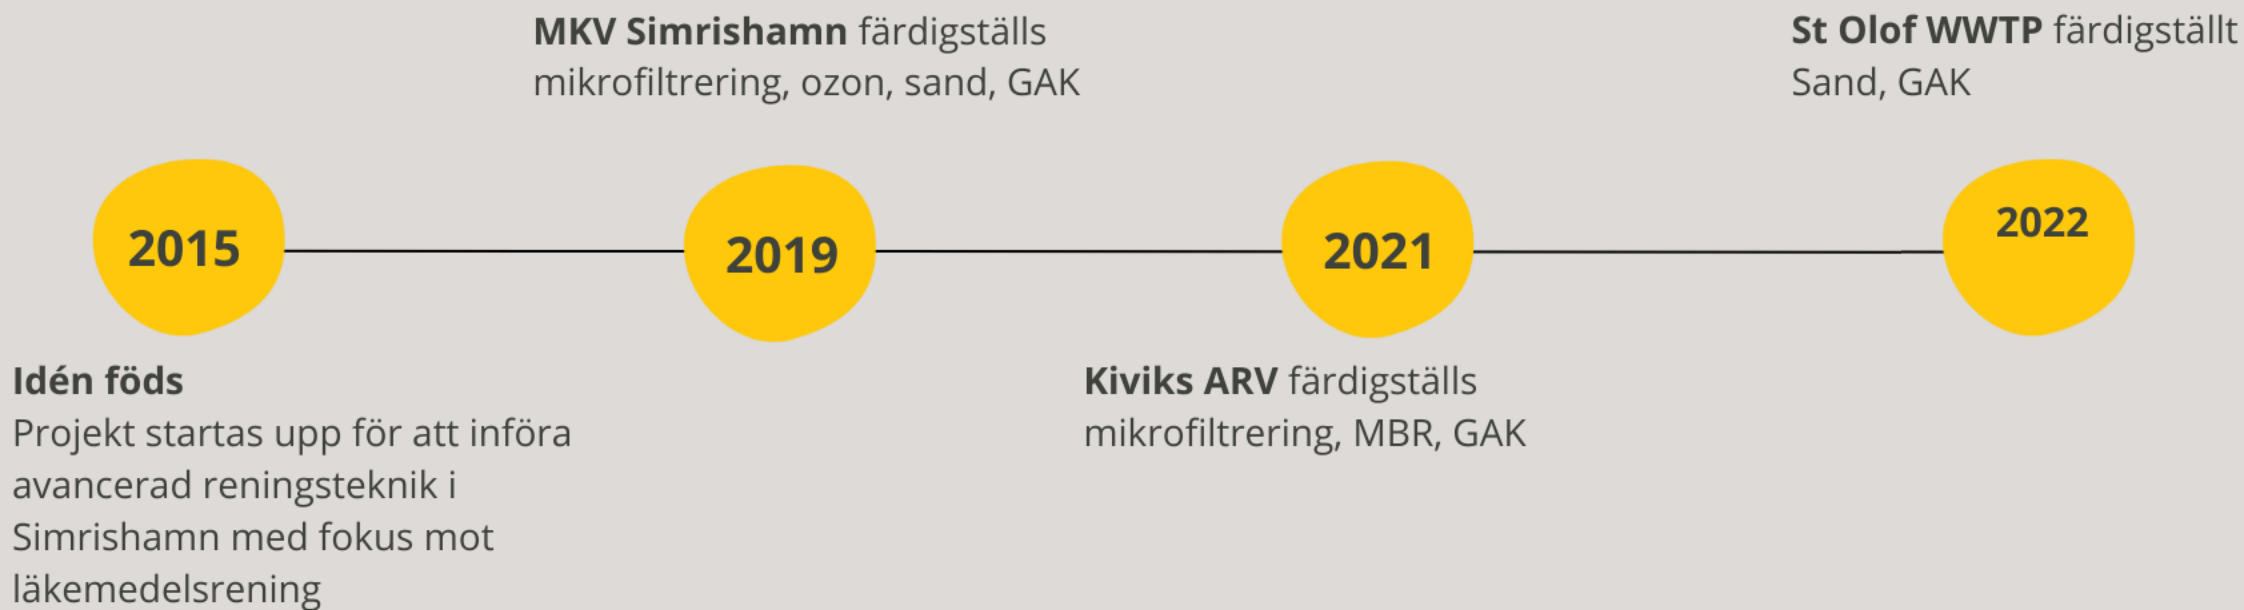 MKV Simrishamn färdigställs
mikrofiltrering, ozon, sand, GAK
St Olof WWTP färdigställt
Sand, GAK
2015
2019
2021
2022
Idén föds
Projekt startas upp för att införa
avancerad reningsteknik i
Simrishamn med fokus mot
läkemedelsrening
Kiviks ARV färdigställs
mikrofiltrering, MBR, GAK